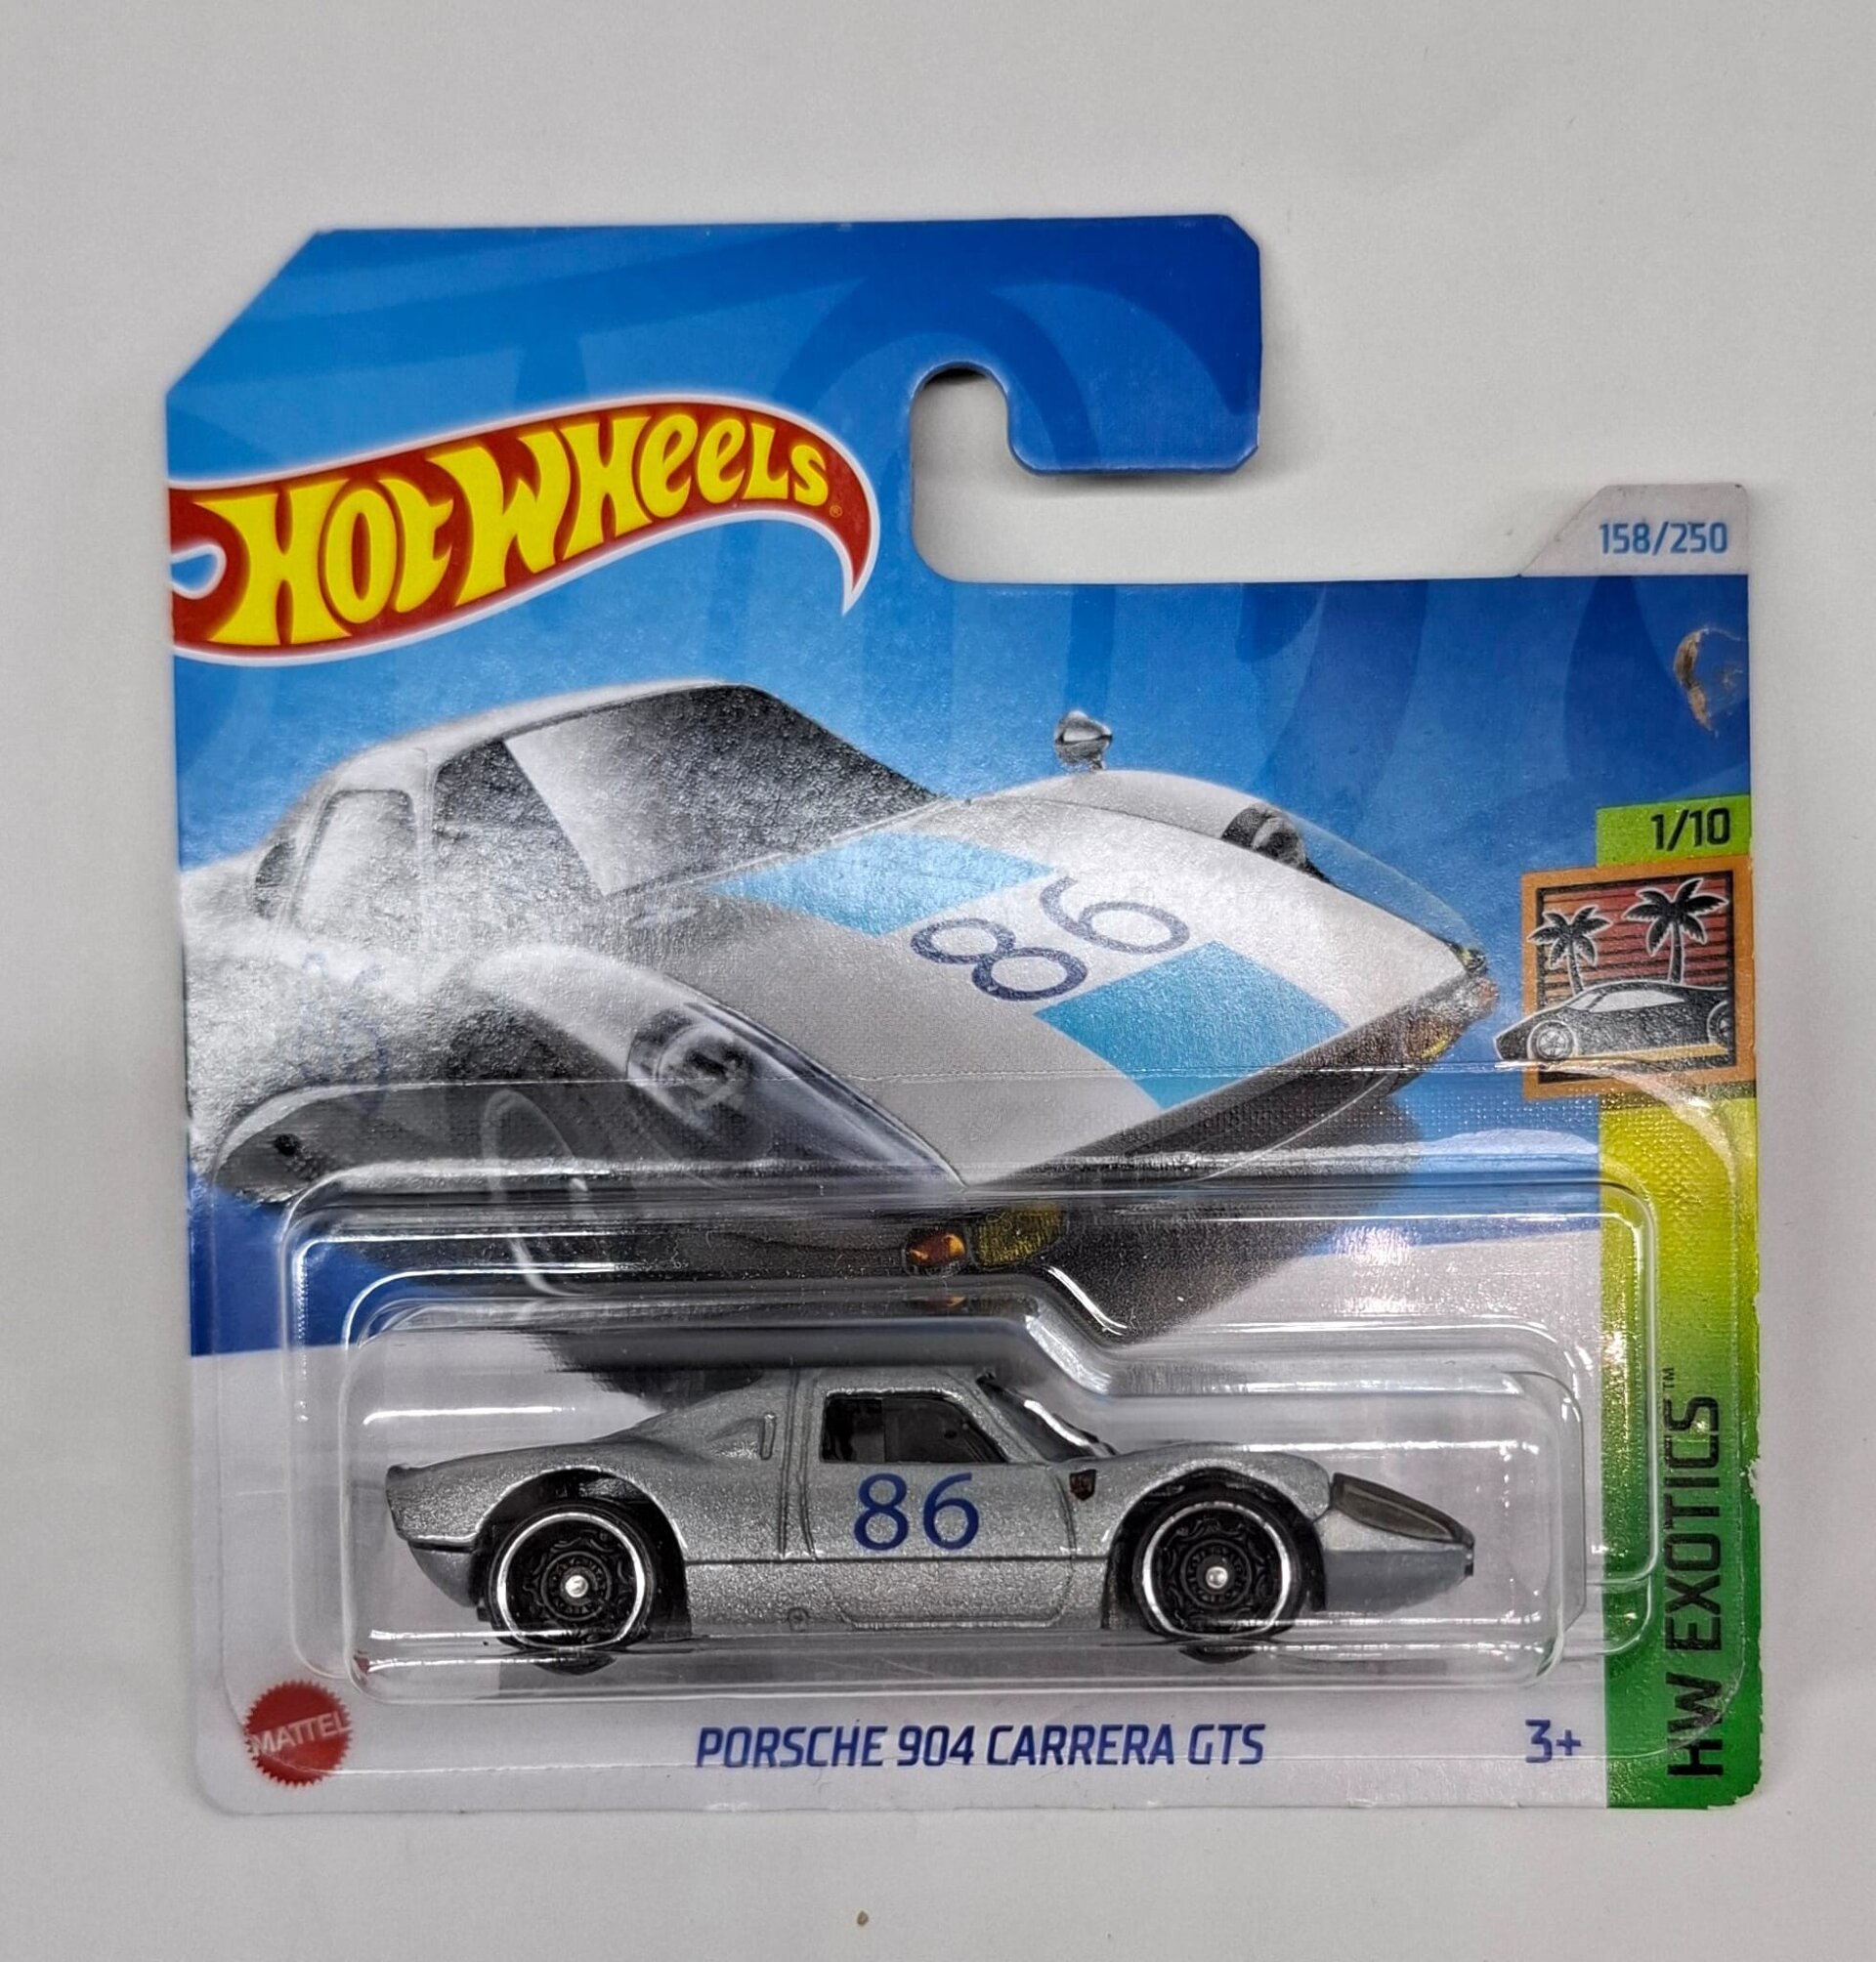 HOT WHEELS®
158/250
1/10
86
86
HW EXOTICS™
MATTEL
PORSCHE 904 CARRERA GTS
3+